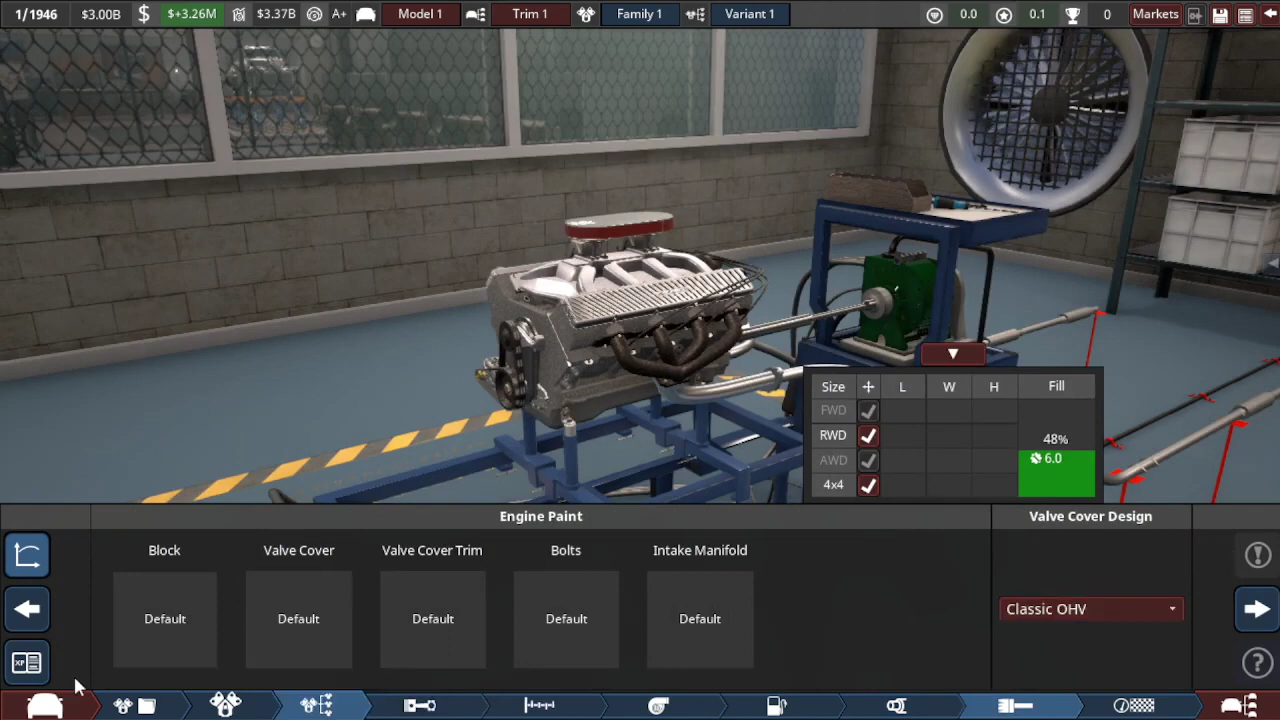 1/1946 $3.00B $+3.26M $3.37B A+ Model 1 Trim 1 Family 1 Variant 1 0.0 0.1 0 Markets
Size L W H Fill
FWD
RWD 48%
AWD 6.0
4x4
Engine Paint Valve Cover Design
Block Valve Cover Valve Cover Trim Bolts Intake Manifold
Default Default Default Default Default
Classic OHV
XP